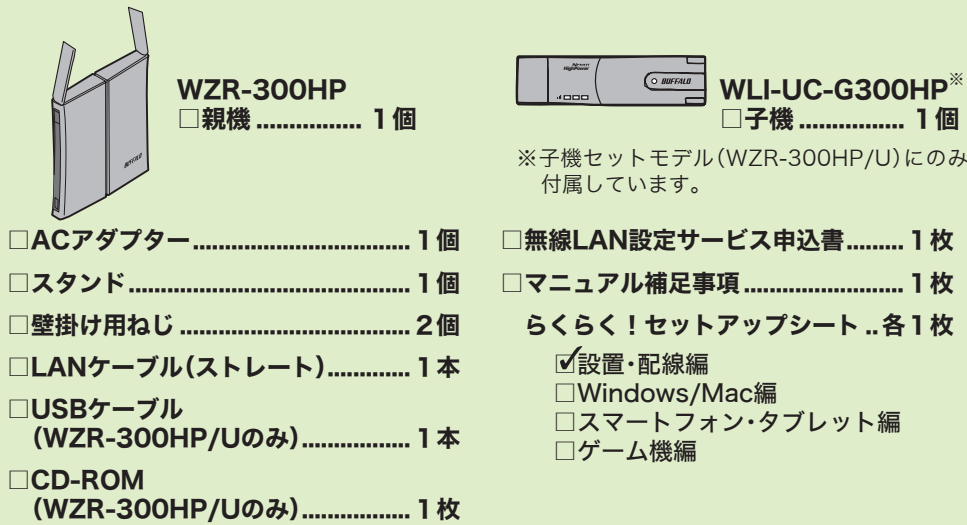 WZR-300HP
□親機 ................ 1個
BUFFALO
HighPower
BUFFALO
WLI-UC-G300HP※
□子機 ................ 1個
※子機セットモデル(WZR-300HP/U)にのみ
付属しています。
□ACアダプター.................................. 1個
□スタンド............................................ 1個
□壁掛け用ねじ .................................... 2個
□LANケーブル(ストレート)............. 1本
□USBケーブル
(WZR-300HP/Uのみ)................. 1本
□CD-ROM
(WZR-300HP/Uのみ)................. 1枚
□無線LAN設定サービス申込書......... 1枚
□マニュアル補足事項 ......................... 1枚
らくらく!セットアップシート .. 各1枚
☑設置・配線編
□Windows/Mac編
□スマートフォン・タブレット編
□ゲーム機編